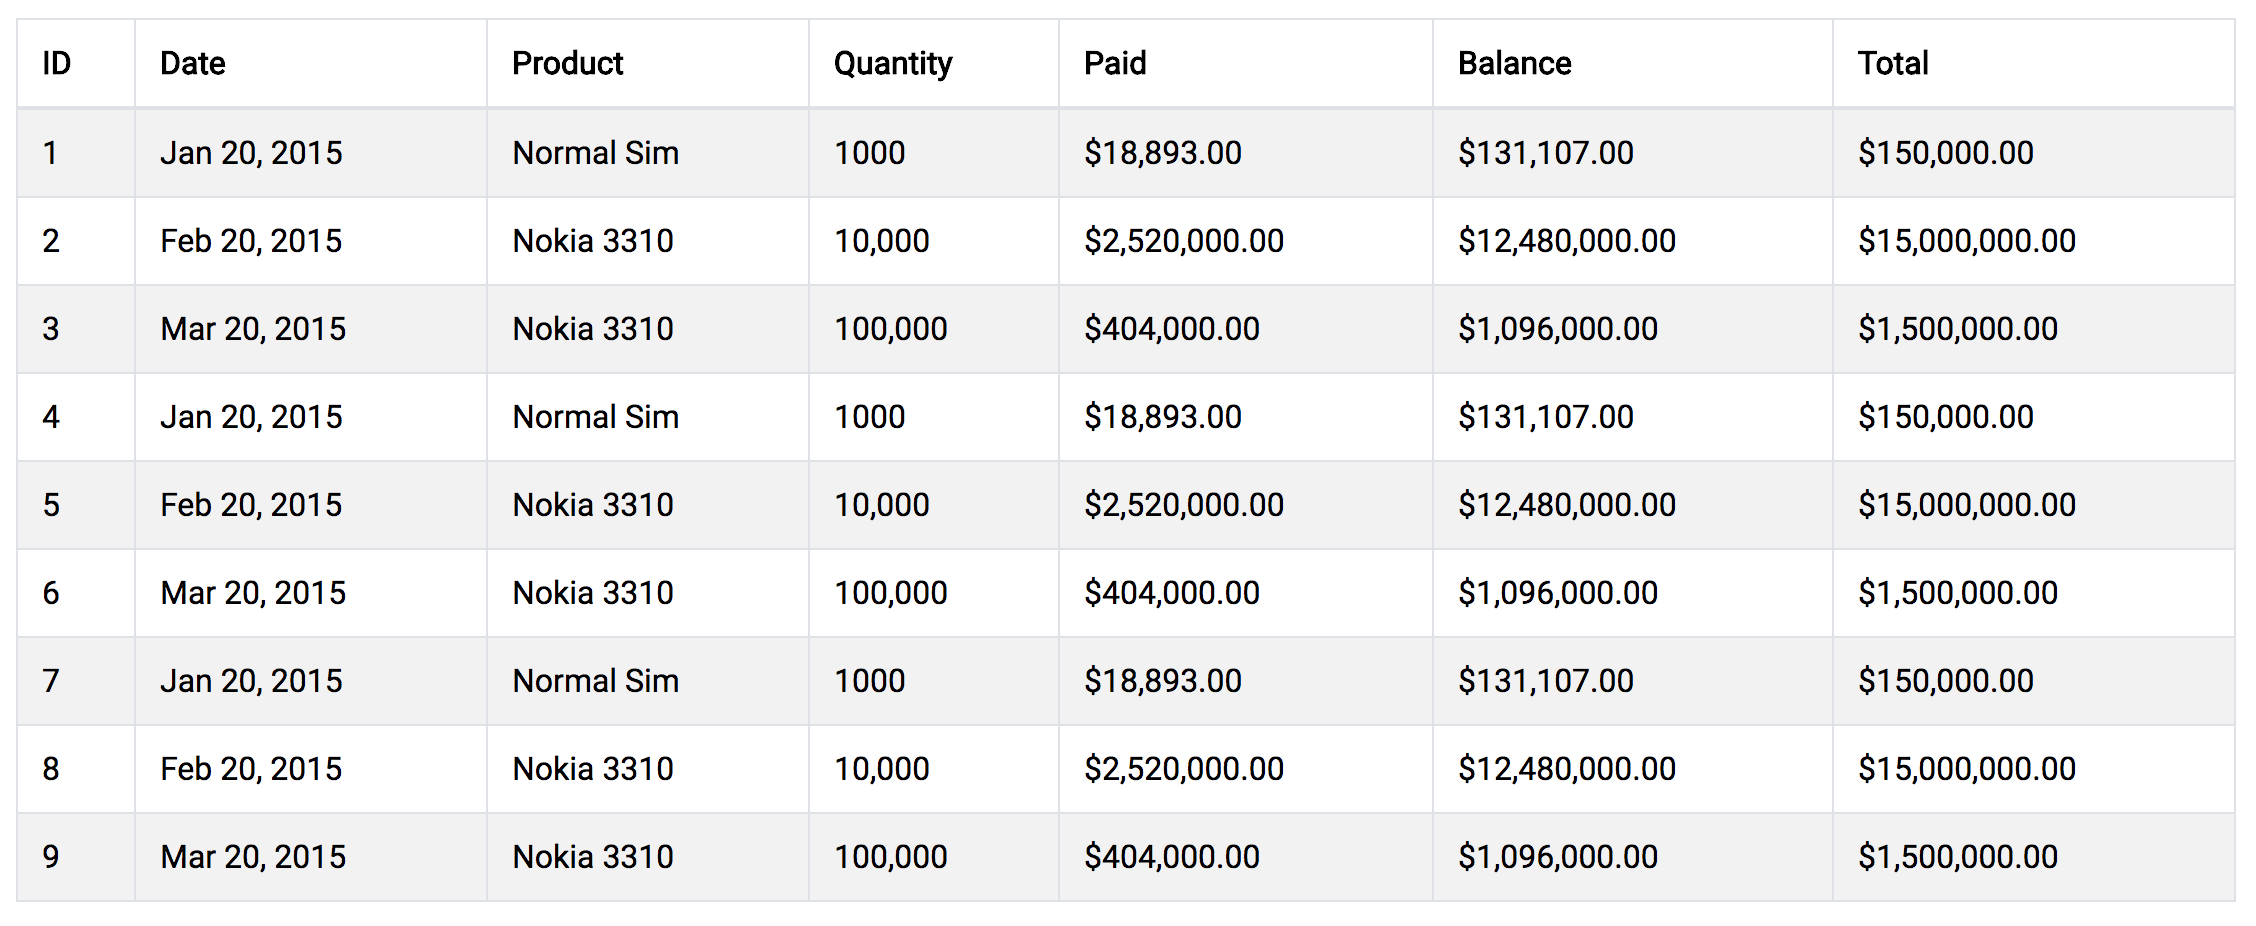 ID Date Product Quantity Paid Balance Total
1 Jan 20, 2015 Normal Sim 1000 $18,893.00 $131,107.00 $150,000.00
2 Feb 20, 2015 Nokia 3310 10,000 $2,520,000.00 $12,480,000.00 $15,000,000.00
3 Mar 20, 2015 Nokia 3310 100,000 $404,000.00 $1,096,000.00 $1,500,000.00
4 Jan 20, 2015 Normal Sim 1000 $18,893.00 $131,107.00 $150,000.00
5 Feb 20, 2015 Nokia 3310 10,000 $2,520,000.00 $12,480,000.00 $15,000,000.00
6 Mar 20, 2015 Nokia 3310 100,000 $404,000.00 $1,096,000.00 $1,500,000.00
7 Jan 20, 2015 Normal Sim 1000 $18,893.00 $131,107.00 $150,000.00
8 Feb 20, 2015 Nokia 3310 10,000 $2,520,000.00 $12,480,000.00 $15,000,000.00
9 Mar 20, 2015 Nokia 3310 100,000 $404,000.00 $1,096,000.00 $1,500,000.00